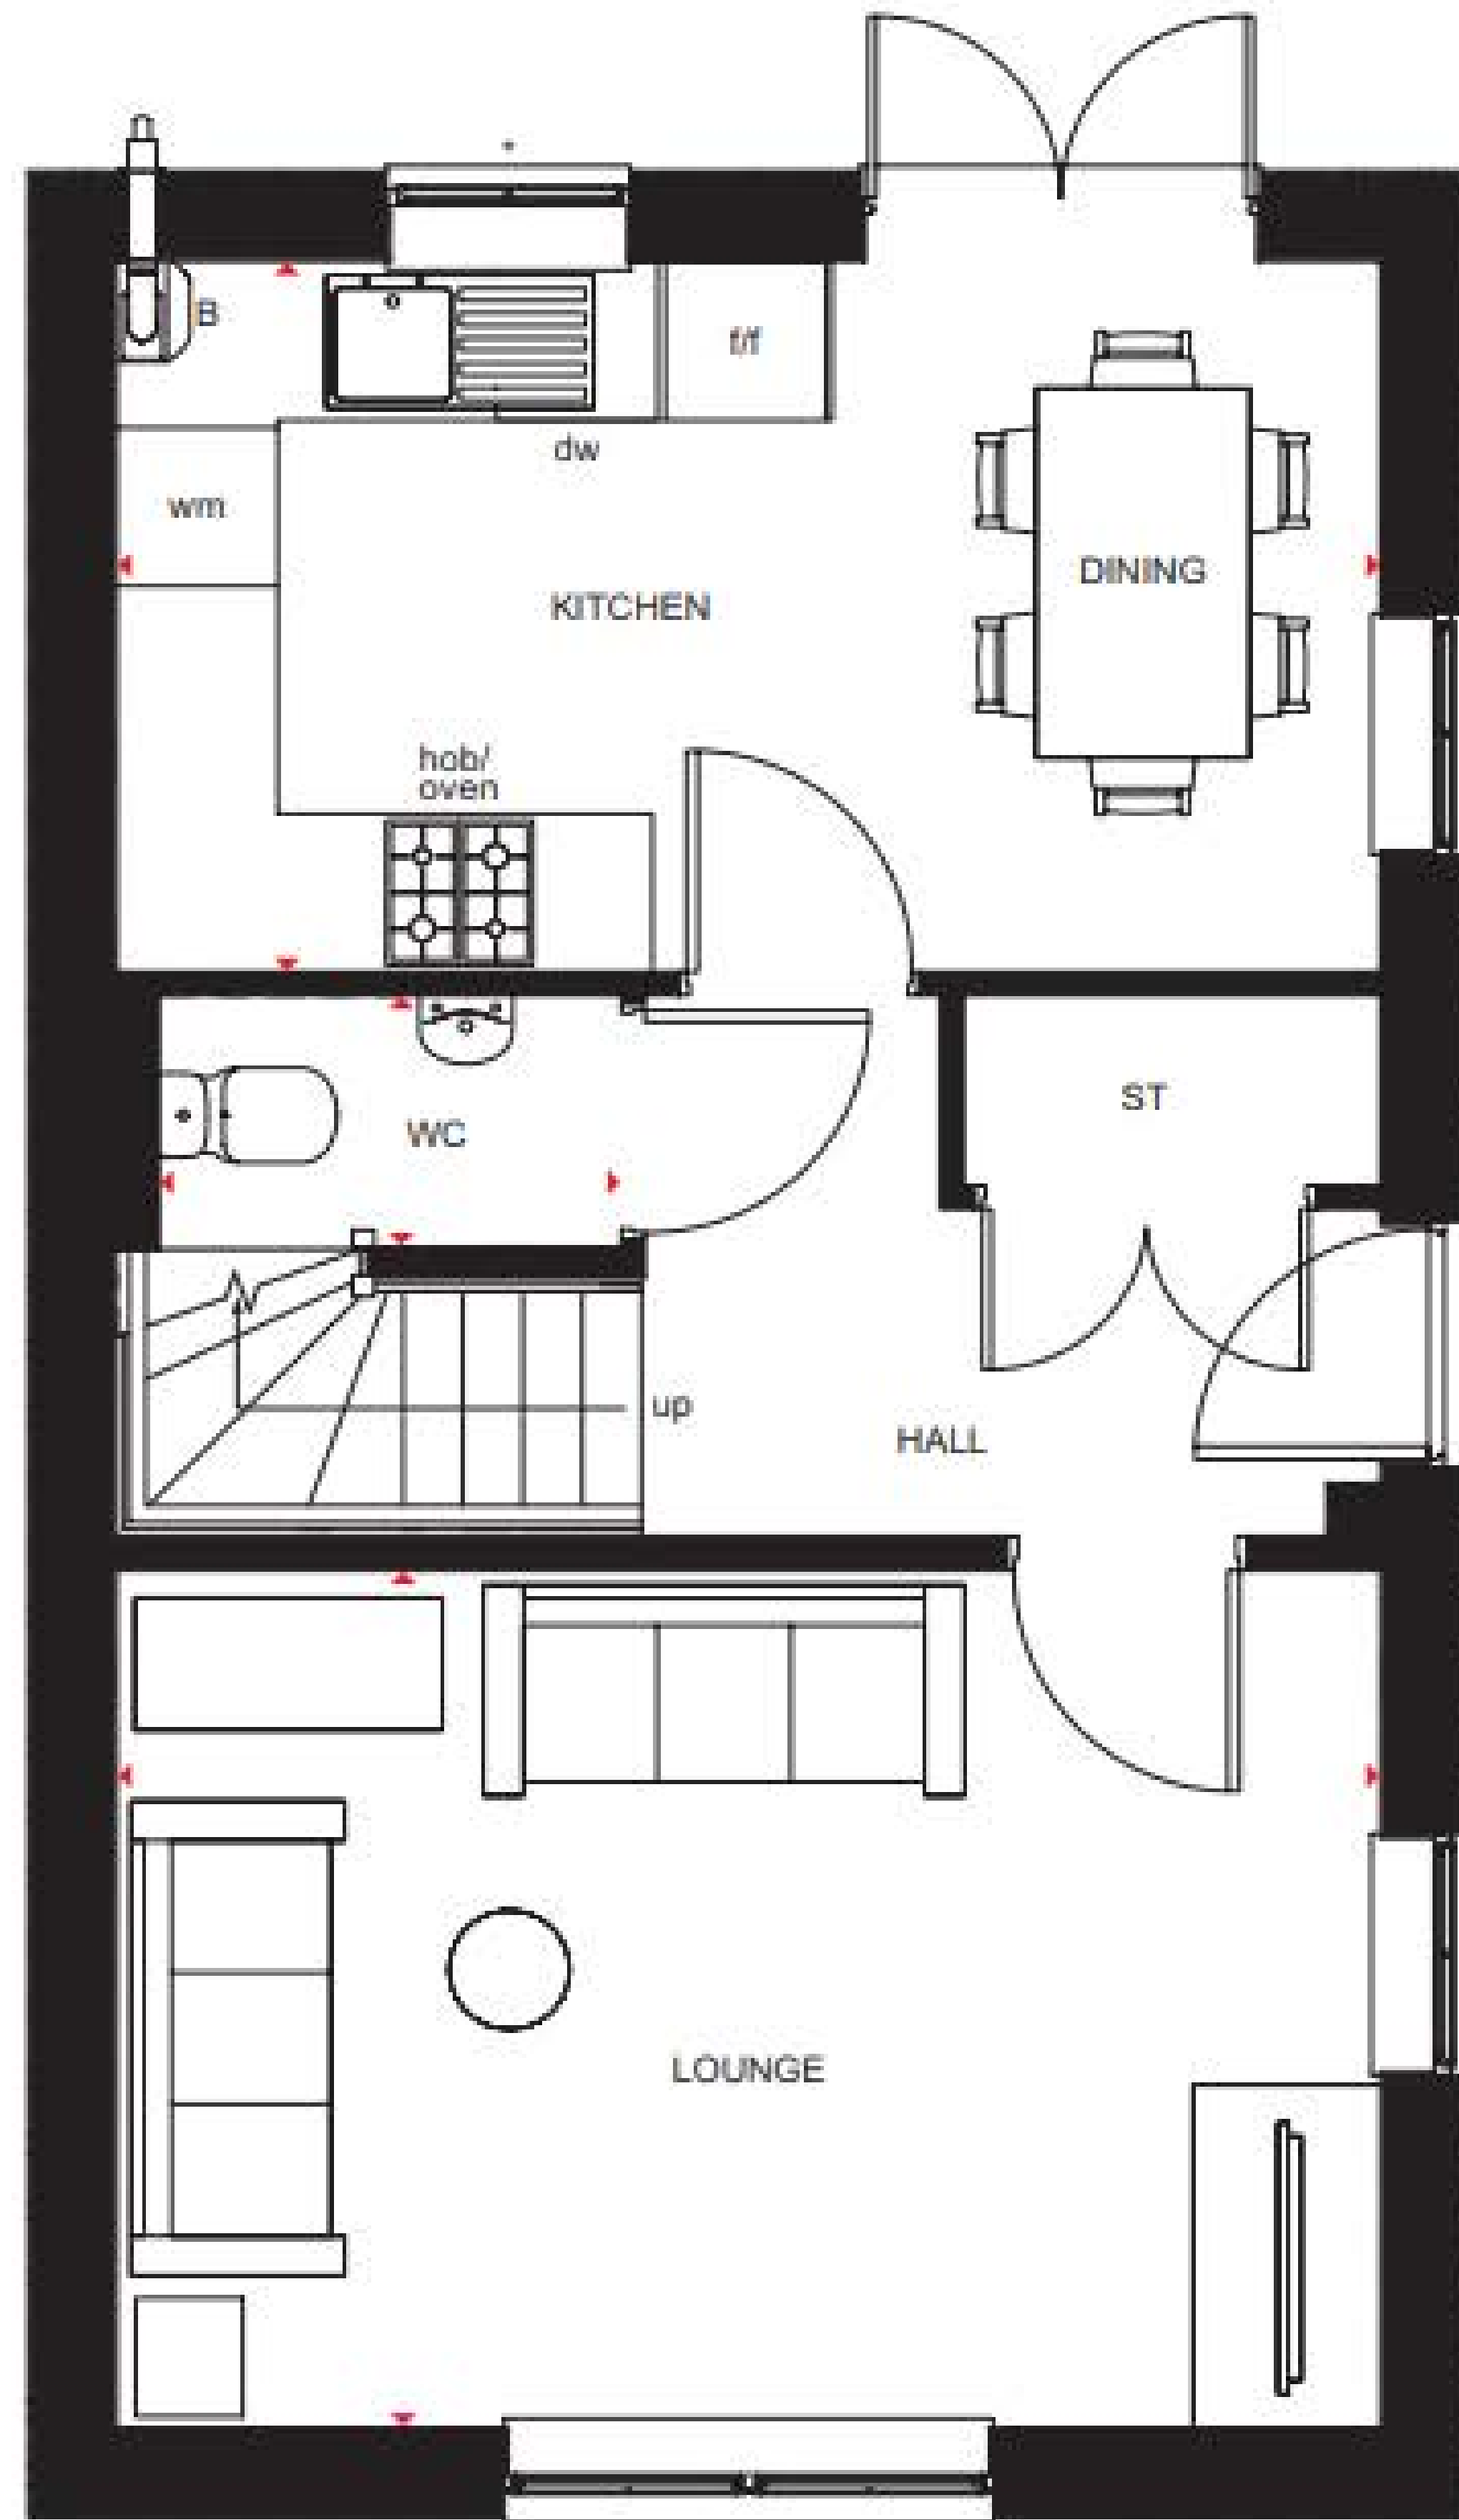 B
f/f
dw
wm
DINING
KITCHEN
hob/
oven
ST
WC
up
HALL
LOUNGE